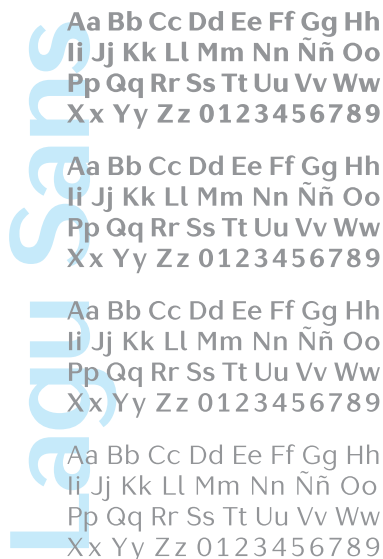 Lagu Sans
Aa Bb Cc Dd Ee Ff Gg Hh
Ii Jj Kk Ll Mm Nn Ññ Oo
Pp Qq Rr Ss Tt Uu Vv Ww
Xx Yy Zz 0123456789
Aa Bb Cc Dd Ee Ff Gg Hh
Ii Jj Kk Ll Mm Nn Ññ Oo
Pp Qq Rr Ss Tt Uu Vv Ww
Xx Yy Zz 0123456789
Aa Bb Cc Dd Ee Ff Gg Hh
Ii Jj Kk Ll Mm Nn Ññ Oo
Pp Qq Rr Ss Tt Uu Vv Ww
Xx Yy Zz 0123456789
Aa Bb Cc Dd Ee Ff Gg Hh
Ii Jj Kk Ll Mm Nn Ññ Oo
Pp Qq Rr Ss Tt Uu Vv Ww
Xx Yy Zz 0123456789